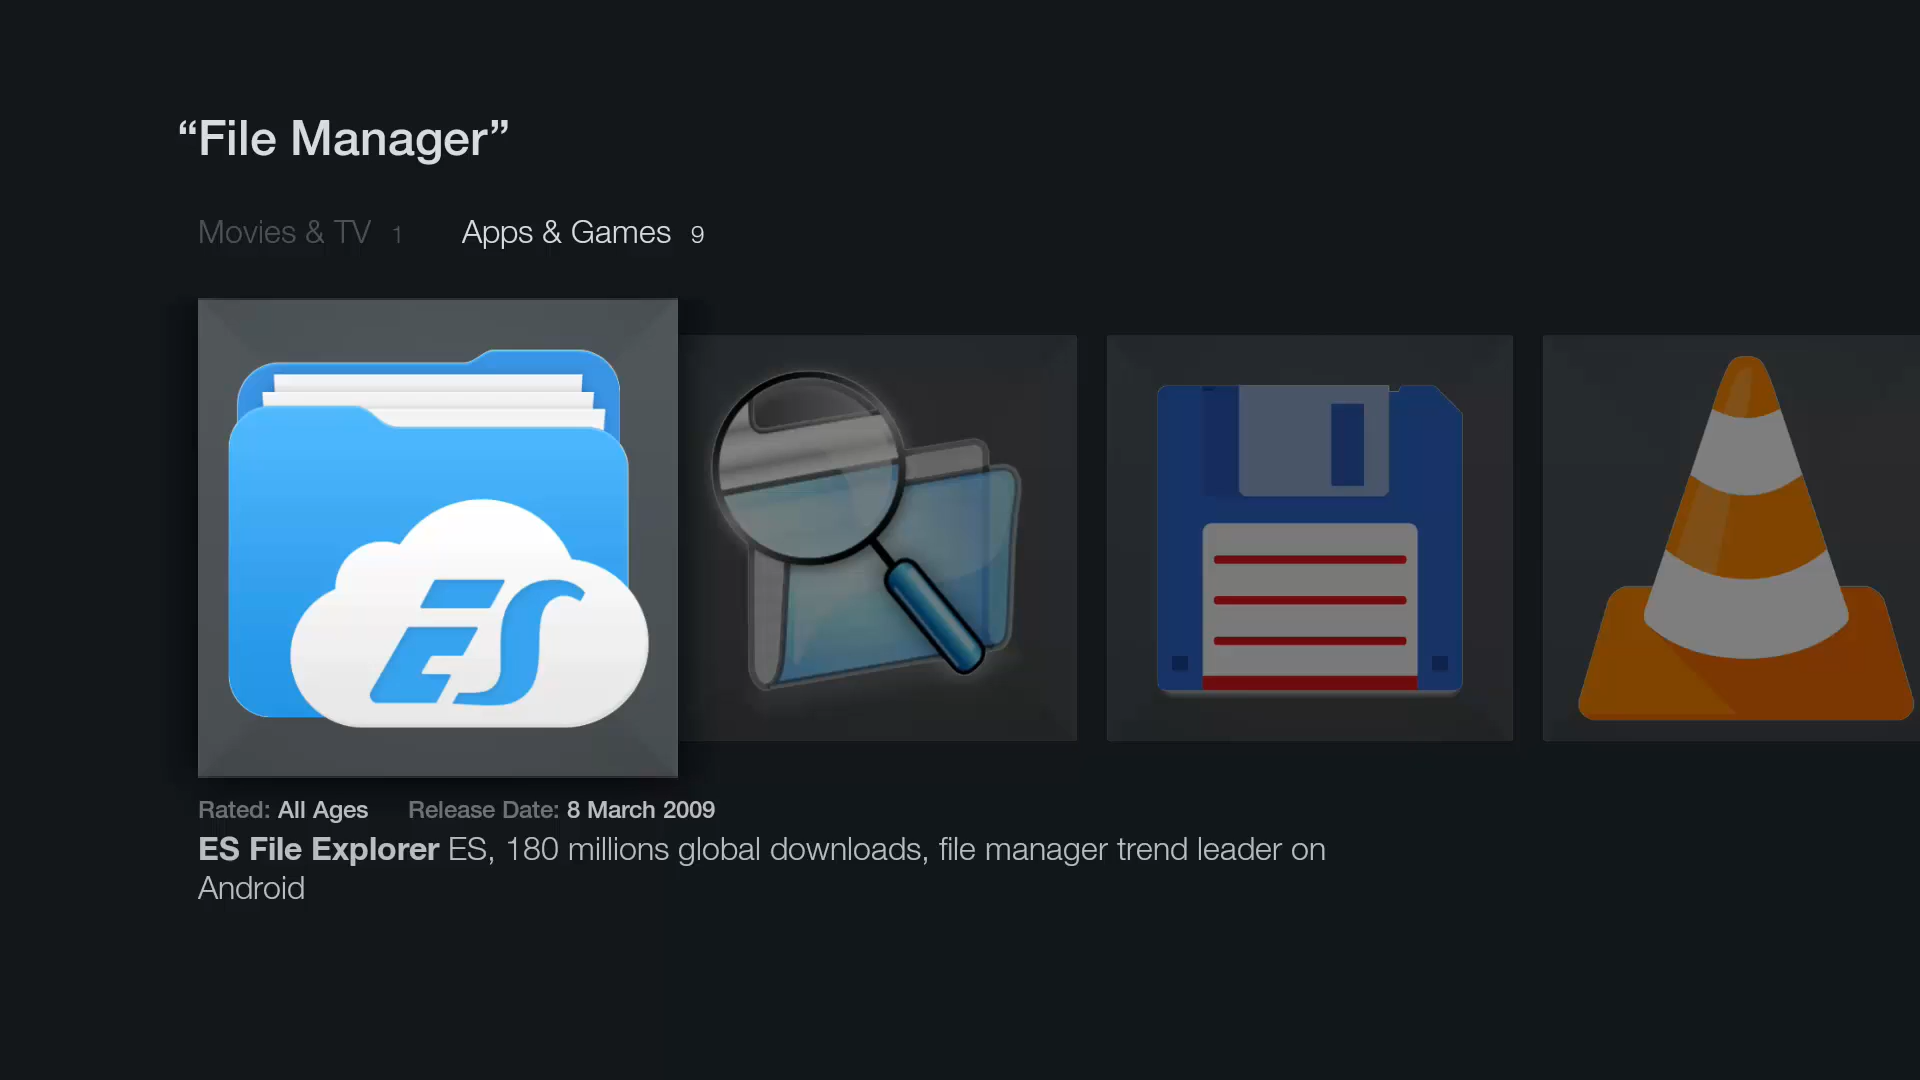 “File Manager”
Movies & TV 1 Apps & Games 9
ES
Rated: All Ages Release Date: 8 March 2009
ES File Explorer ES, 180 millions global downloads, file manager trend leader on
Android